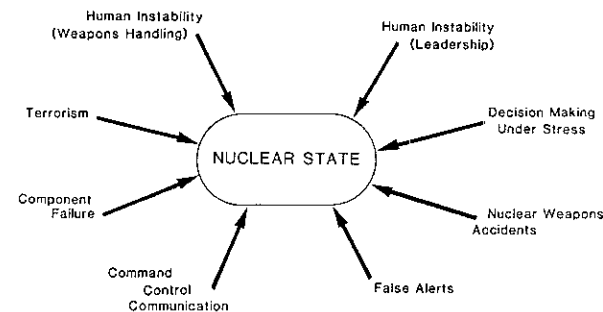 Human Instability
(Weapons Handling)
Human Instability
(Leadership)
Terrorism
Decision Making
Under Stress
NUCLEAR STATE
Component
Failure
Nuclear Weapons
Accidents
Command
Control
Communication
False Alerts